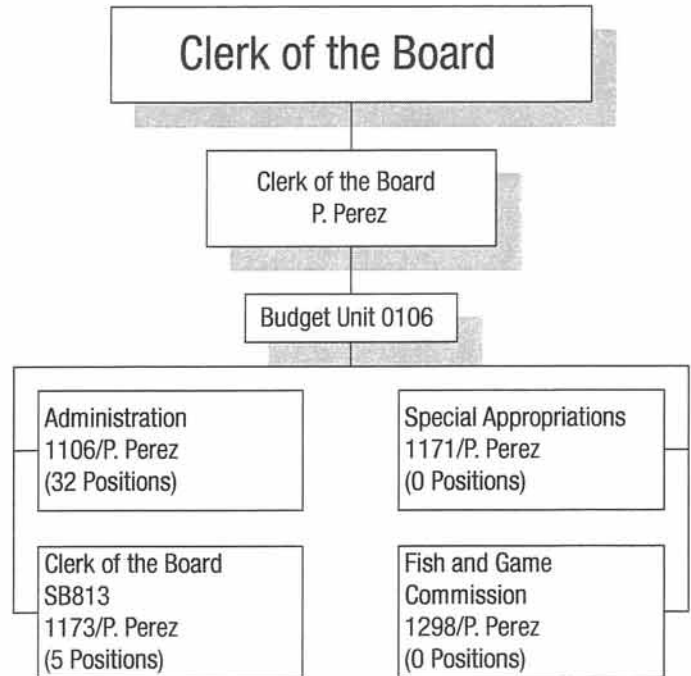 Clerk of the Board
Clerk of the Board
P. Perez
Budget Unit 0106
Administration
1106/P. Perez
(32 Positions)
Special Appropriations
1171/P. Perez
(0 Positions)
Clerk of the Board
SB813
1173/P. Perez
(5 Positions)
Fish and Game
Commission
1298/P. Perez
(0 Positions)